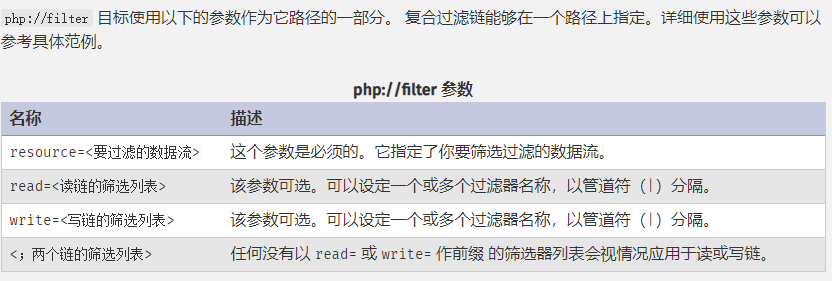 php://filter 目标使用以下的参数作为它路径的一部分。 复合过滤链能够在一个路径上指定。详细使用这些参数可以
参考具体范例。
php://filter 参数
名称 描述
resource=<要过滤的数据流> 这个参数是必须的。它指定了你要筛选过滤的数据流。
read=<读链的筛选列表> 该参数可选。可以设定一个或多个过滤器名称，以管道符（|）分隔。
write=<写链的筛选列表> 该参数可选。可以设定一个或多个过滤器名称，以管道符（|）分隔。
<；两个链的筛选列表> 任何没有以 read= 或 write= 作前缀 的筛选器列表会视情况应用于读或写链。